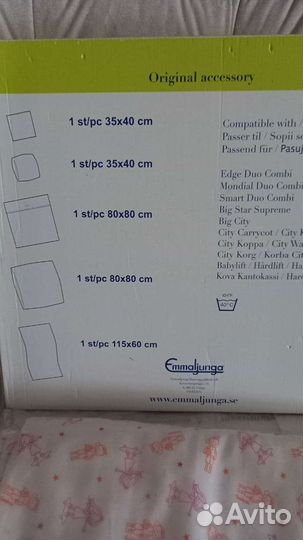 Original accessory
1 st/pc 35x40 cm
1 st/pc 35x40 cm
1 st/pc 80x80 cm
1 st/pc 80x80 cm
1 st/pc 115x60 cm
Compatible with /
Passer til / Sopii s
Passend für / Pasuj
Edge Duo Combi
Mondial Duo Combi
Smart Duo Combi
Big Star Supreme
Big City
City Carrycot / City K
City Koppa / City Wa
City Korg / Korba Cit
Babylift / Hårdlift / Ha
Kova Kantokassi / Hard
40°C
Emmaljunga
www.emmaljunga.se
Avito